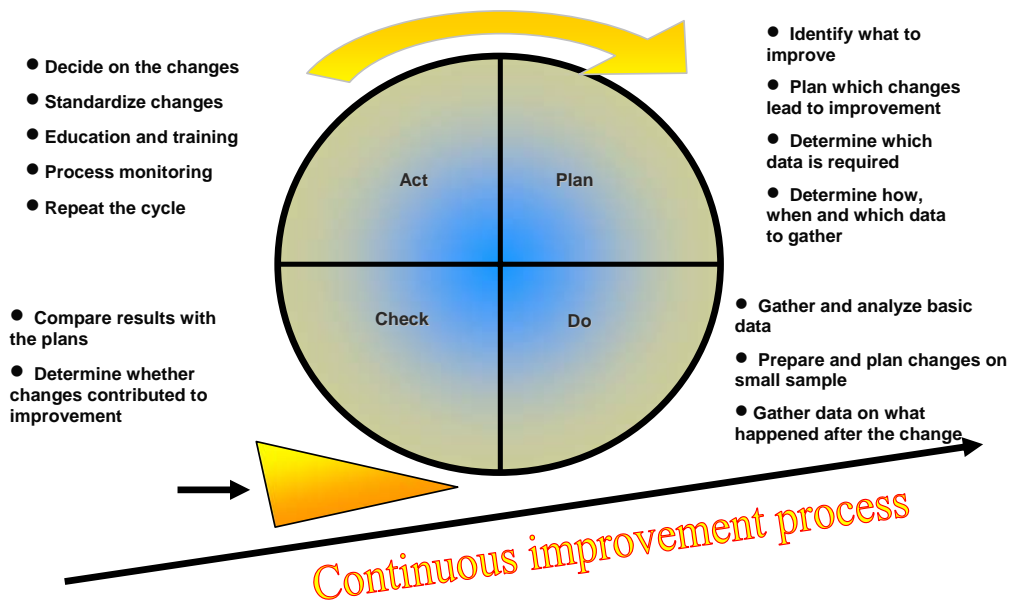 ● Decide on the changes
● Standardize changes
● Education and training
● Process monitoring
● Repeat the cycle
● Identify what to
improve
● Plan which changes
lead to improvement
● Determine which
data is required
● Determine how,
when and which data
to gather
Act
Plan
Check
Do
● Compare results with
the plans
● Determine whether
changes contributed to
improvement
● Gather and analyze basic
data
● Prepare and plan changes on
small sample
● Gather data on what
happened after the change
Continuous improvement process